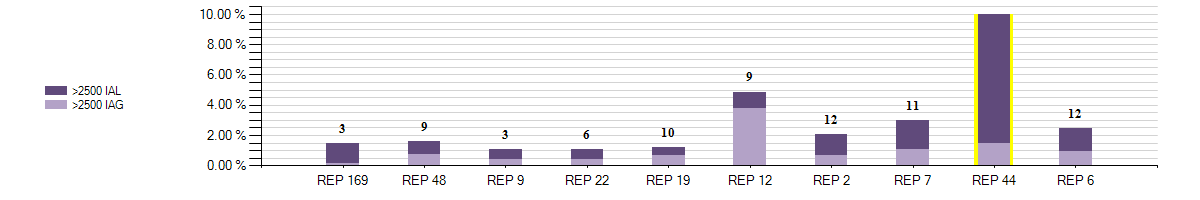 10.00 %
8.00 %
6.00 %
4.00 %
2.00 %
0.00 %
>2500 IAL
>2500 IAG
3
9
3
6
10
9
12
11
12
REP 169
REP 48
REP 9
REP 22
REP 19
REP 12
REP 2
REP 7
REP 44
REP 6